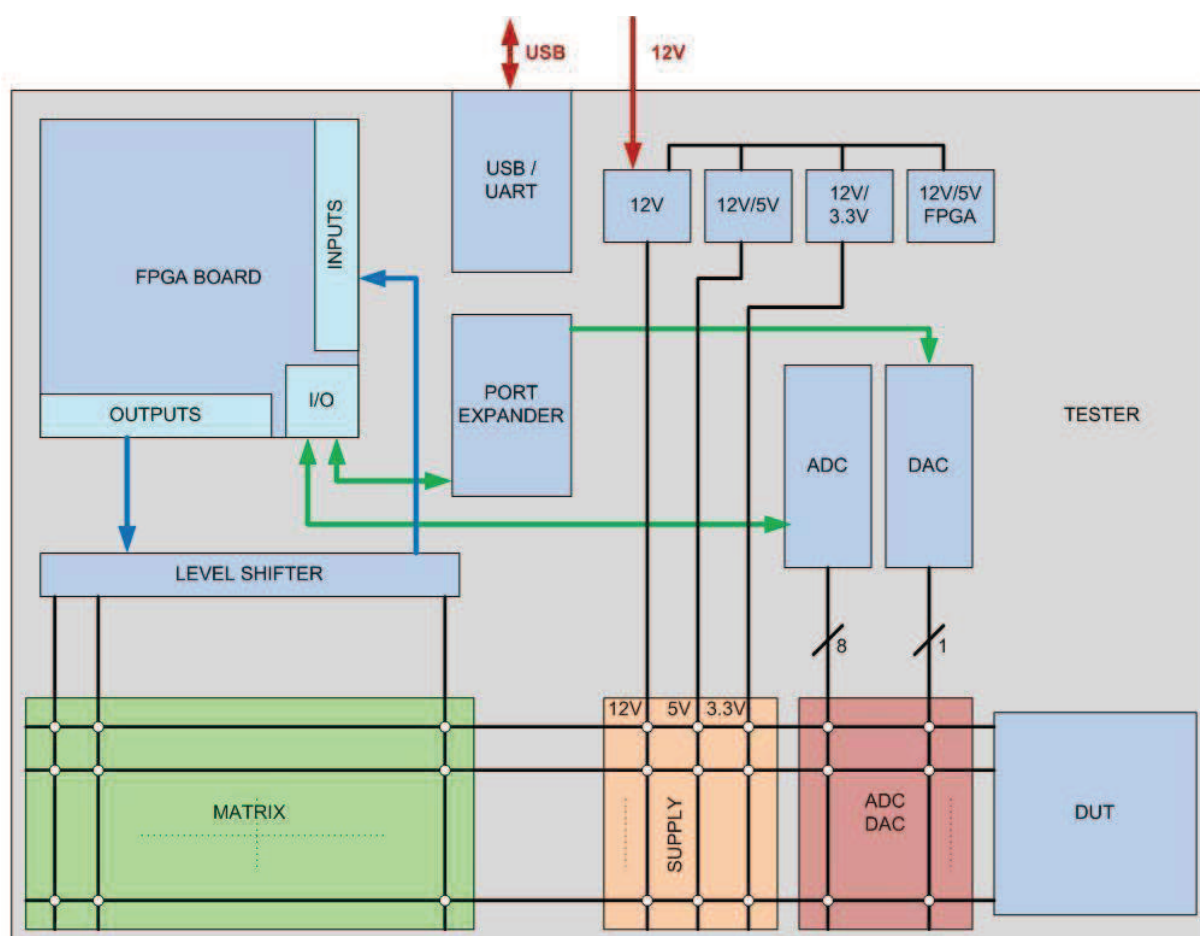 USB
12V
INPUTS
FPGA BOARD
OUTPUTS
I/O
USB /
UART
12V
12V/5V
12V/
3.3V
12V/5V
FPGA
PORT
EXPANDER
ADC
DAC
TESTER
LEVEL SHIFTER
8
1
12V
5V
3.3V
MATRIX
SUPPLY
ADC
DAC
DUT